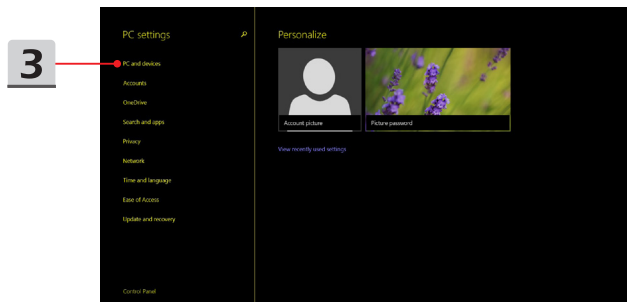 3
PC settings
PC and devices
Accounts
OneDrive
Search and apps
Privacy
Network
Time and language
Ease of Access
Update and recovery
Control Panel
Personalize
Account picture
Picture password
View recently used settings